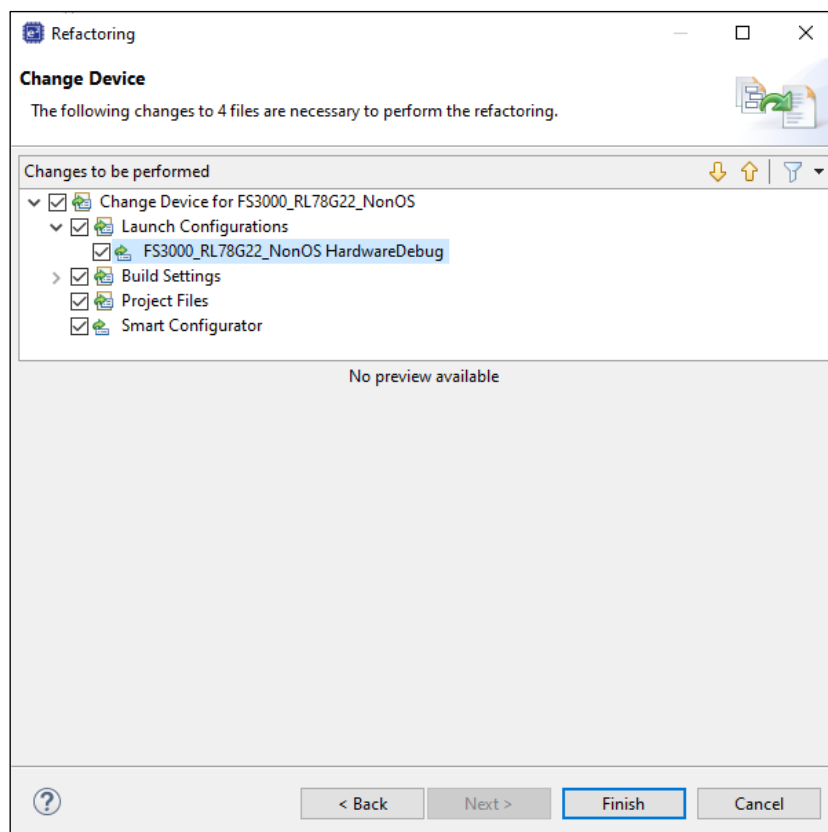 Refactoring
Change Device
The following changes to 4 files are necessary to perform the refactoring.
Changes to be performed
Change Device for FS3000_RL78G22_NonOS
Launch Configurations
FS3000_RL78G22_NonOS HardwareDebug
Build Settings
Project Files
Smart Configurator
No preview available
< Back Next > Finish Cancel